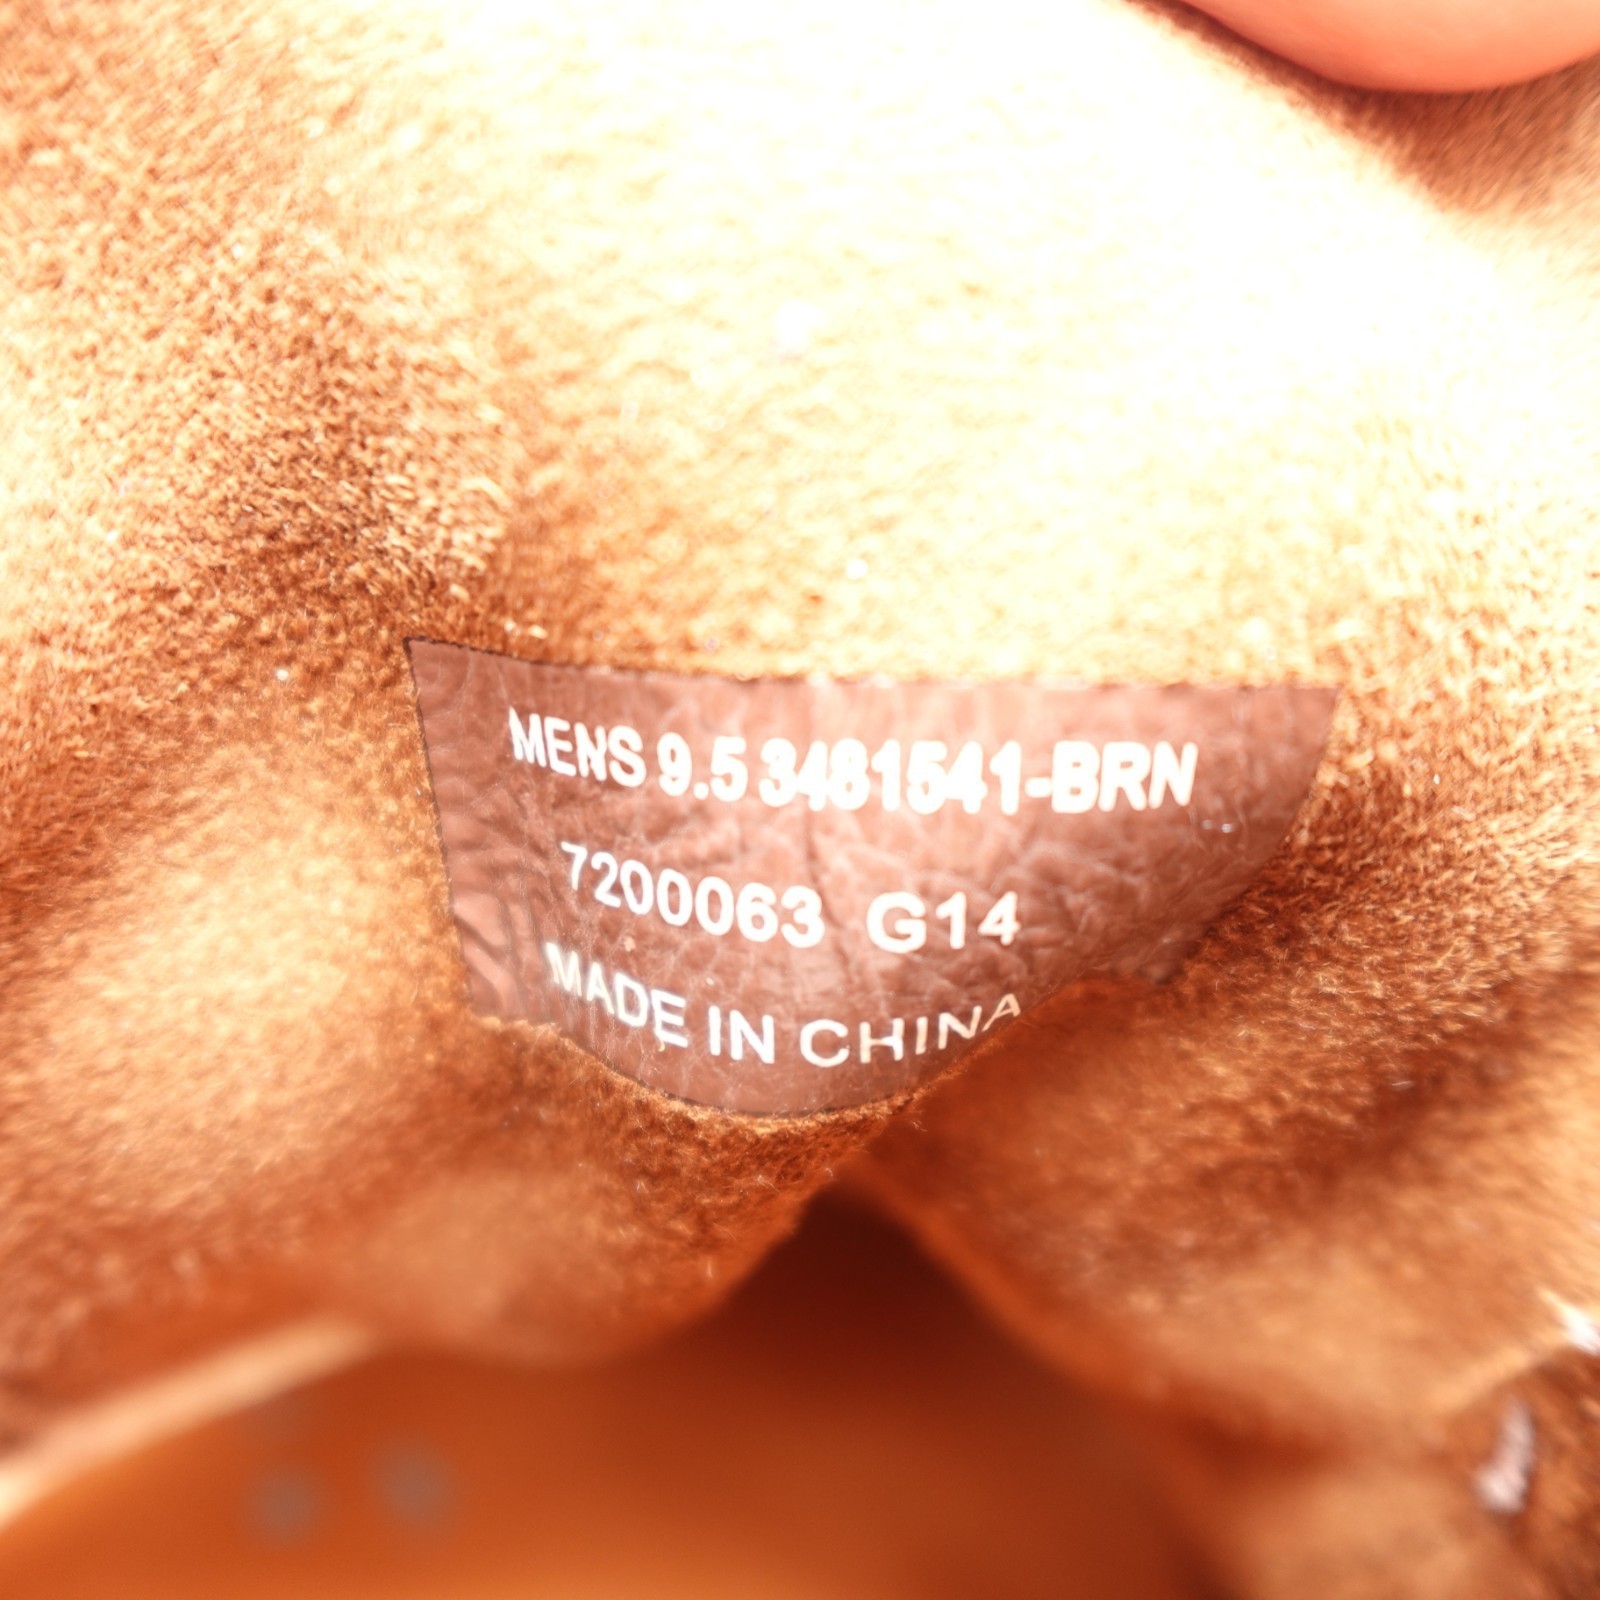 MENS 9.5 3481541-BRN
7200063 G14
MADE IN CHINA